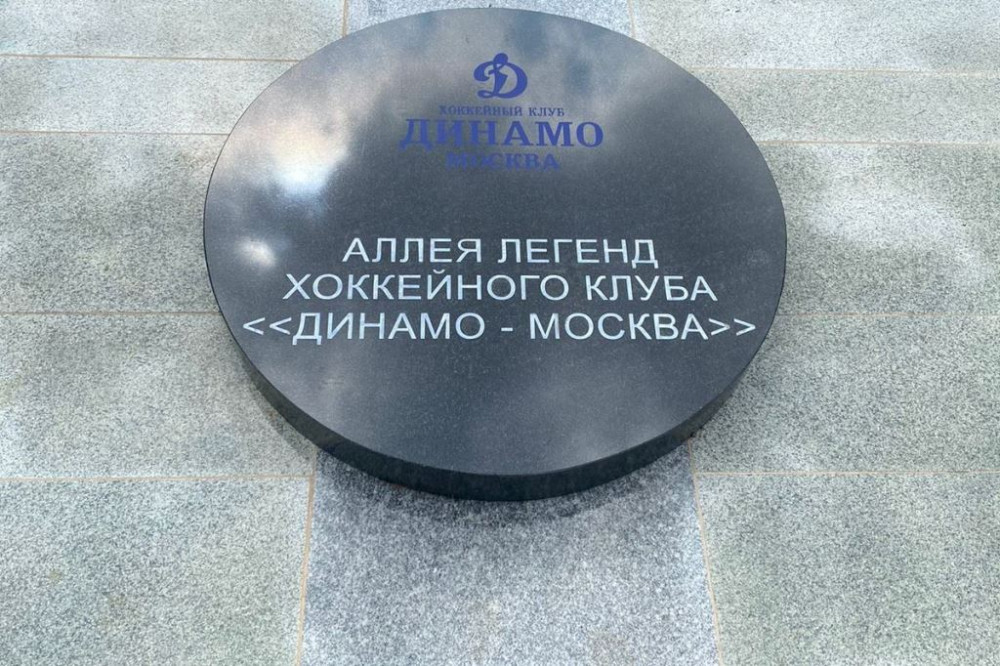 Д
ХОККЕЙНЫЙ КЛУБ
ДИНАМО
МОСКВА
АЛЛЕЯ ЛЕГЕНД
ХОККЕЙНОГО КЛУБА
<<ДИНАМО - МОСКВА>>